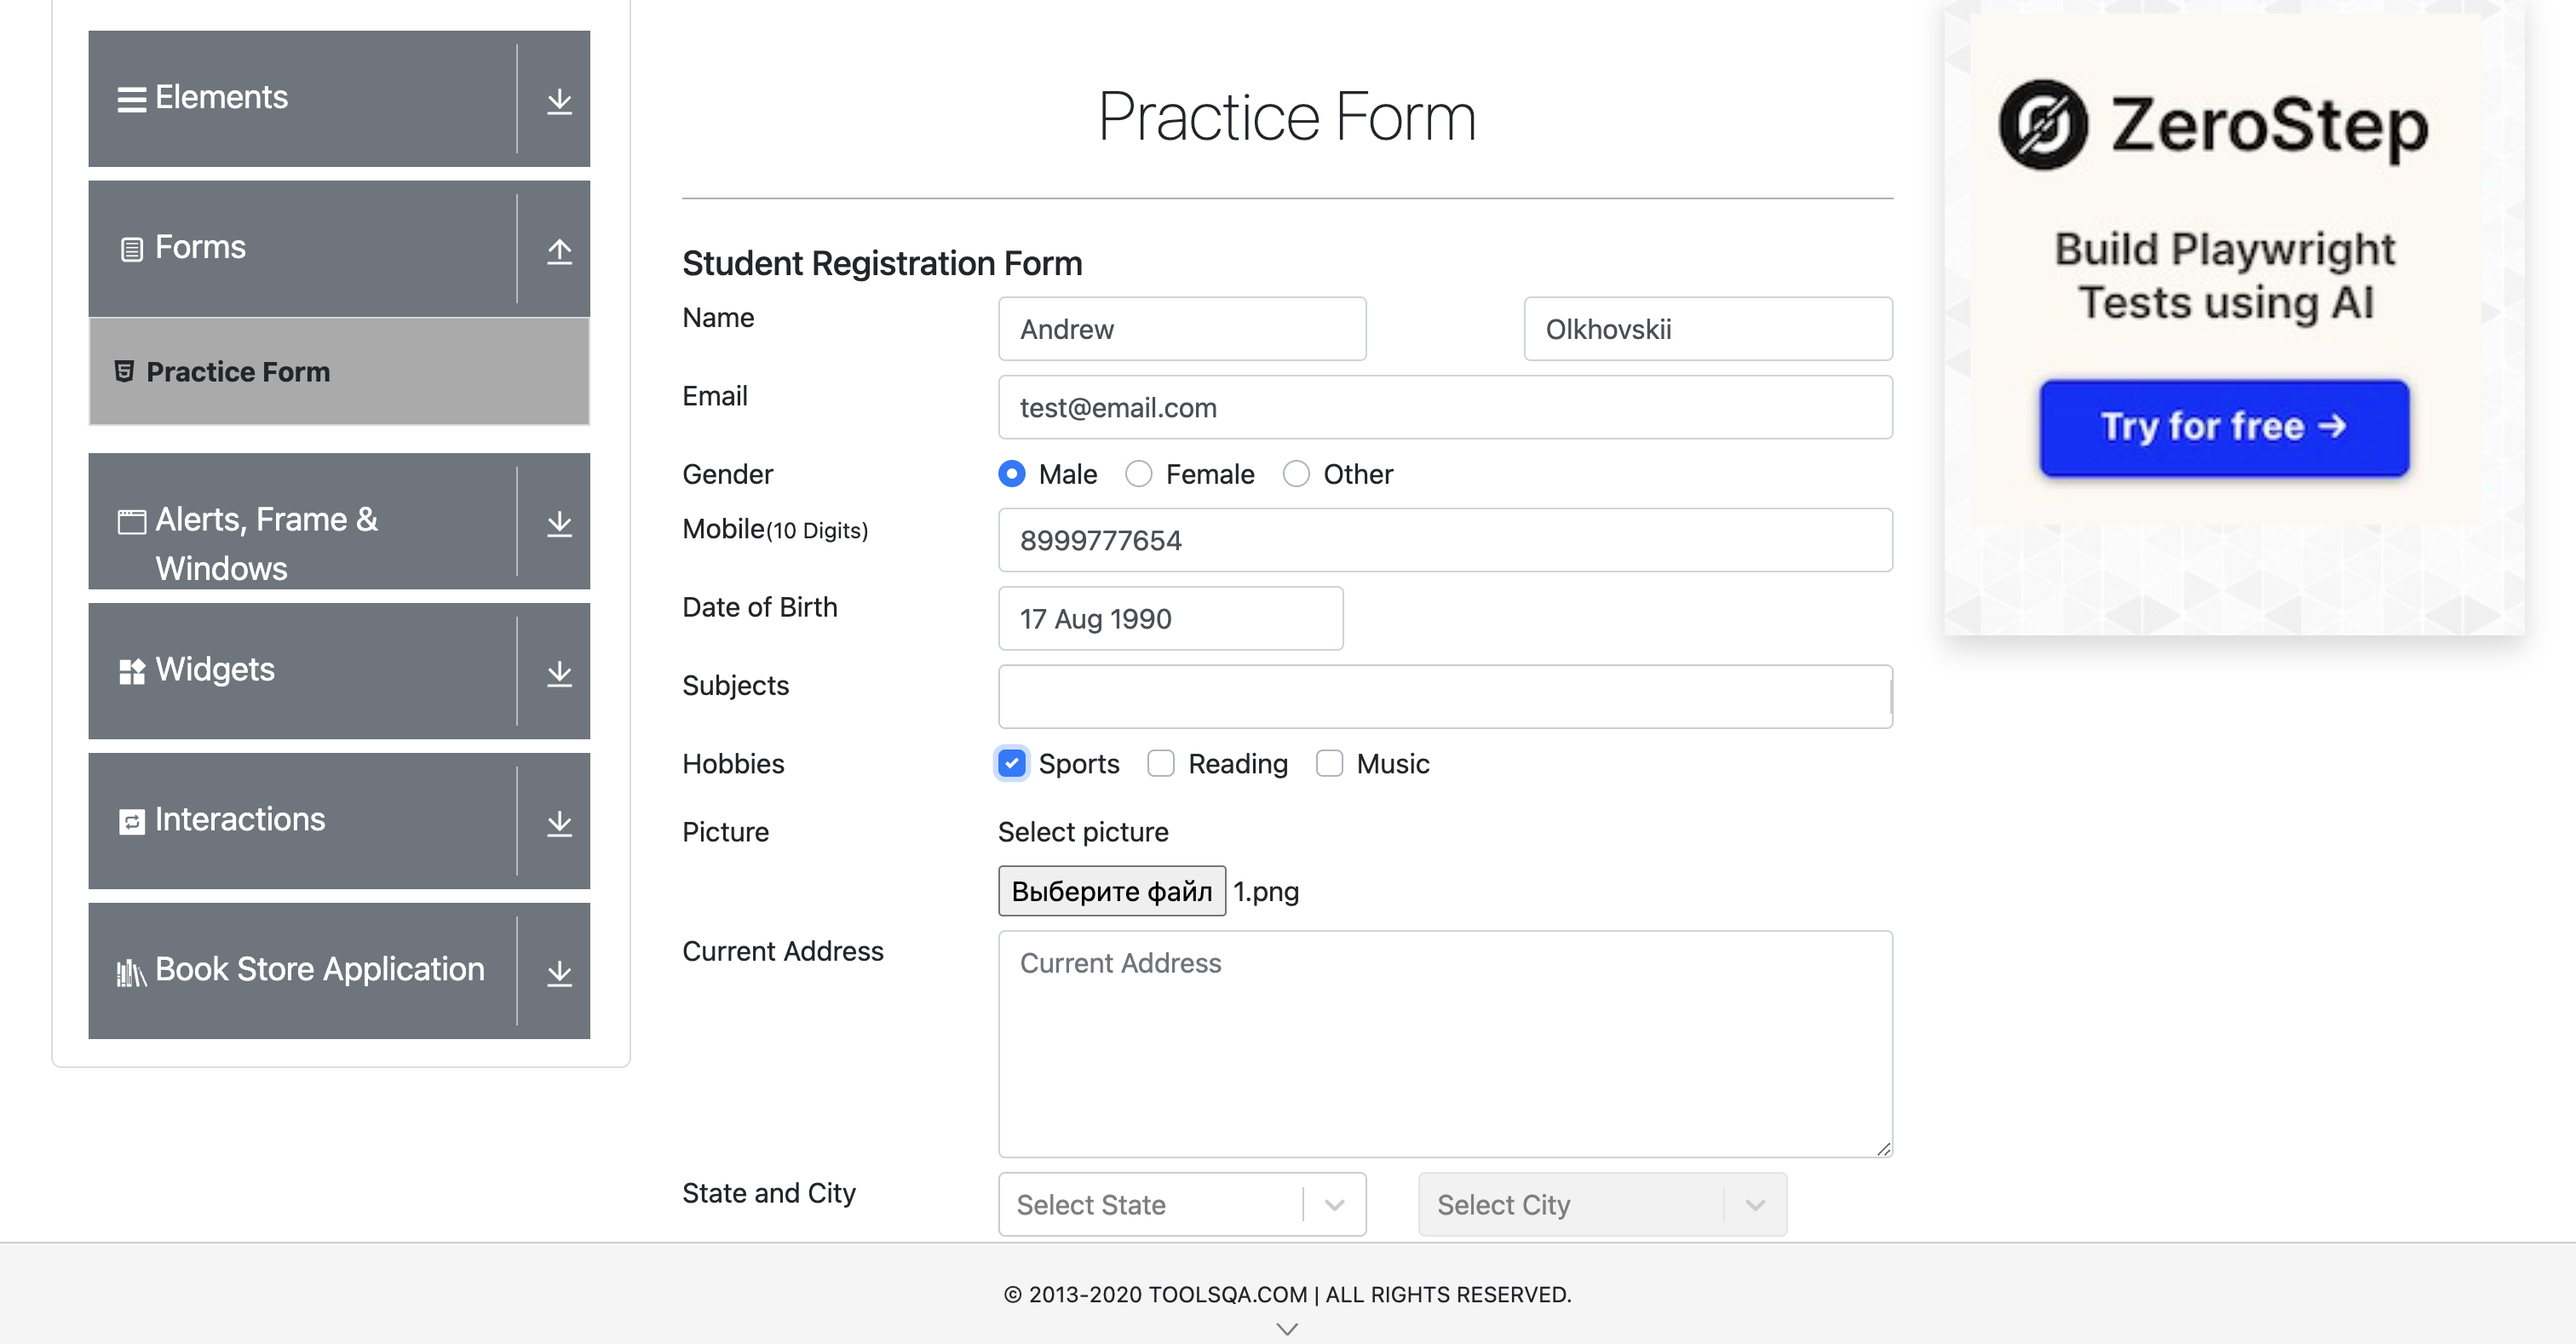 Elements
Forms
Practice Form
Alerts, Frame &
Windows
Widgets
Interactions
Book Store Application
Practice Form
Student Registration Form
Name
Andrew
Olkhovskii
Email
test@email.com
Gender
Male
Female
Other
Mobile(10 Digits)
8999777654
Date of Birth
17 Aug 1990
Subjects
Hobbies
Sports
Reading
Music
Picture
Select picture
Выберите файл 1.png
Current Address
Current Address
State and City
Select State
Select City
ZeroStep
Build Playwright
Tests using AI
Try for free →
© 2013-2020 TOOLSQA.COM | ALL RIGHTS RESERVED.